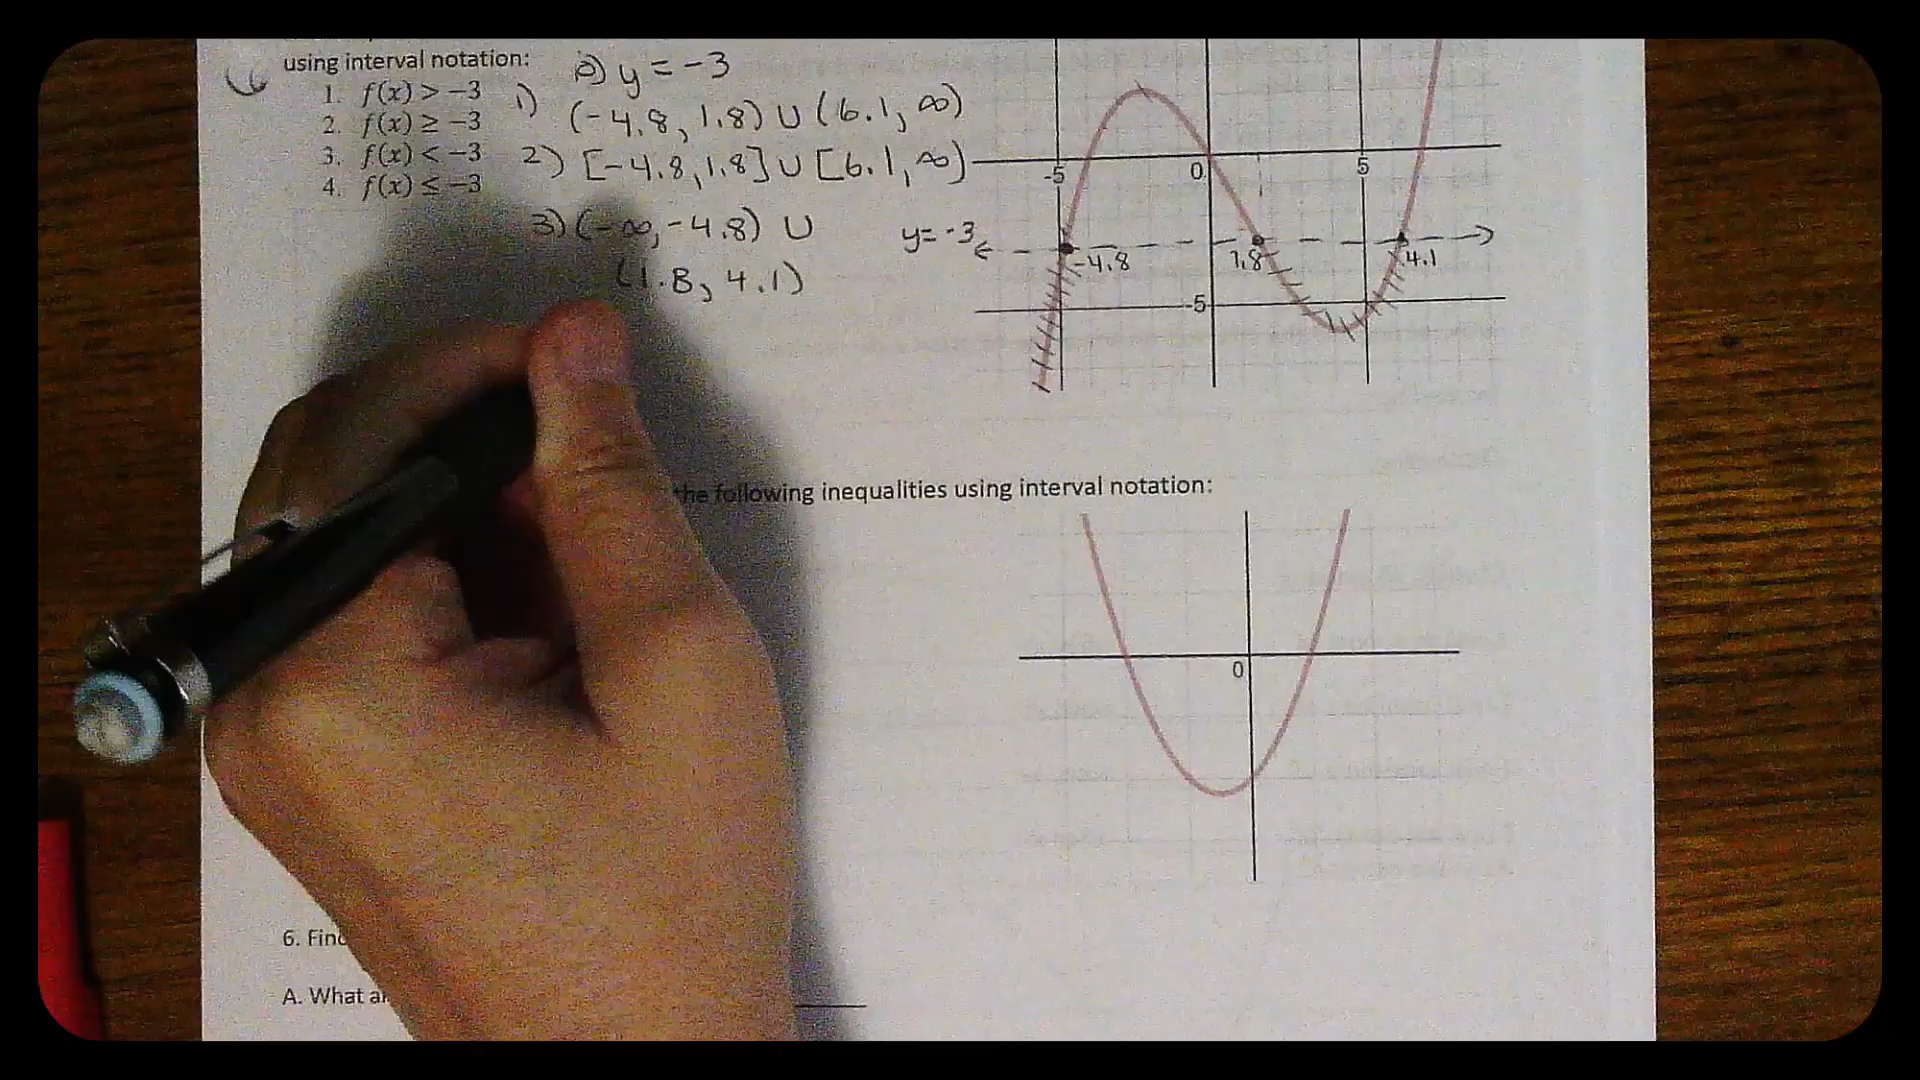 using interval notation:
1. f(x) > −3
2. f(x) ≥ −3
3. f(x) < −3
4. f(x) ≤ −3
y = -3
1) (-4.8, 1.8) ∪ (6.1, ∞)
2) [-4.8, 1.8] ∪ [6.1, ∞)
3) (-∞, -4.8) ∪
(1.8, 4.1)
-5
0
5
y= -3
-4.8
1.8
4.1
-5
the following inequalities using interval notation:
0
6. Find
A. What